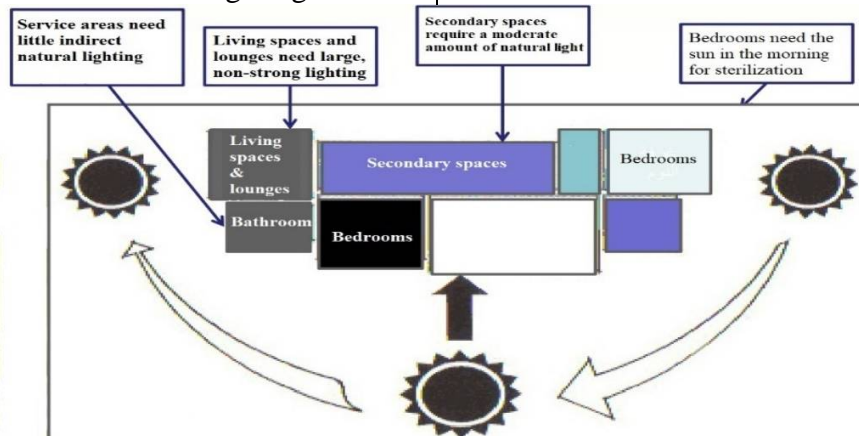 Service areas need
little indirect
natural lighting
Living spaces and
lounges need large,
non-strong lighting
Secondary spaces
require a moderate
amount of natural light
Bedrooms need the
sun in the morning
for sterilization
Living
spaces
&
lounges
Secondary spaces
Bedrooms
Bathroom
Bedrooms